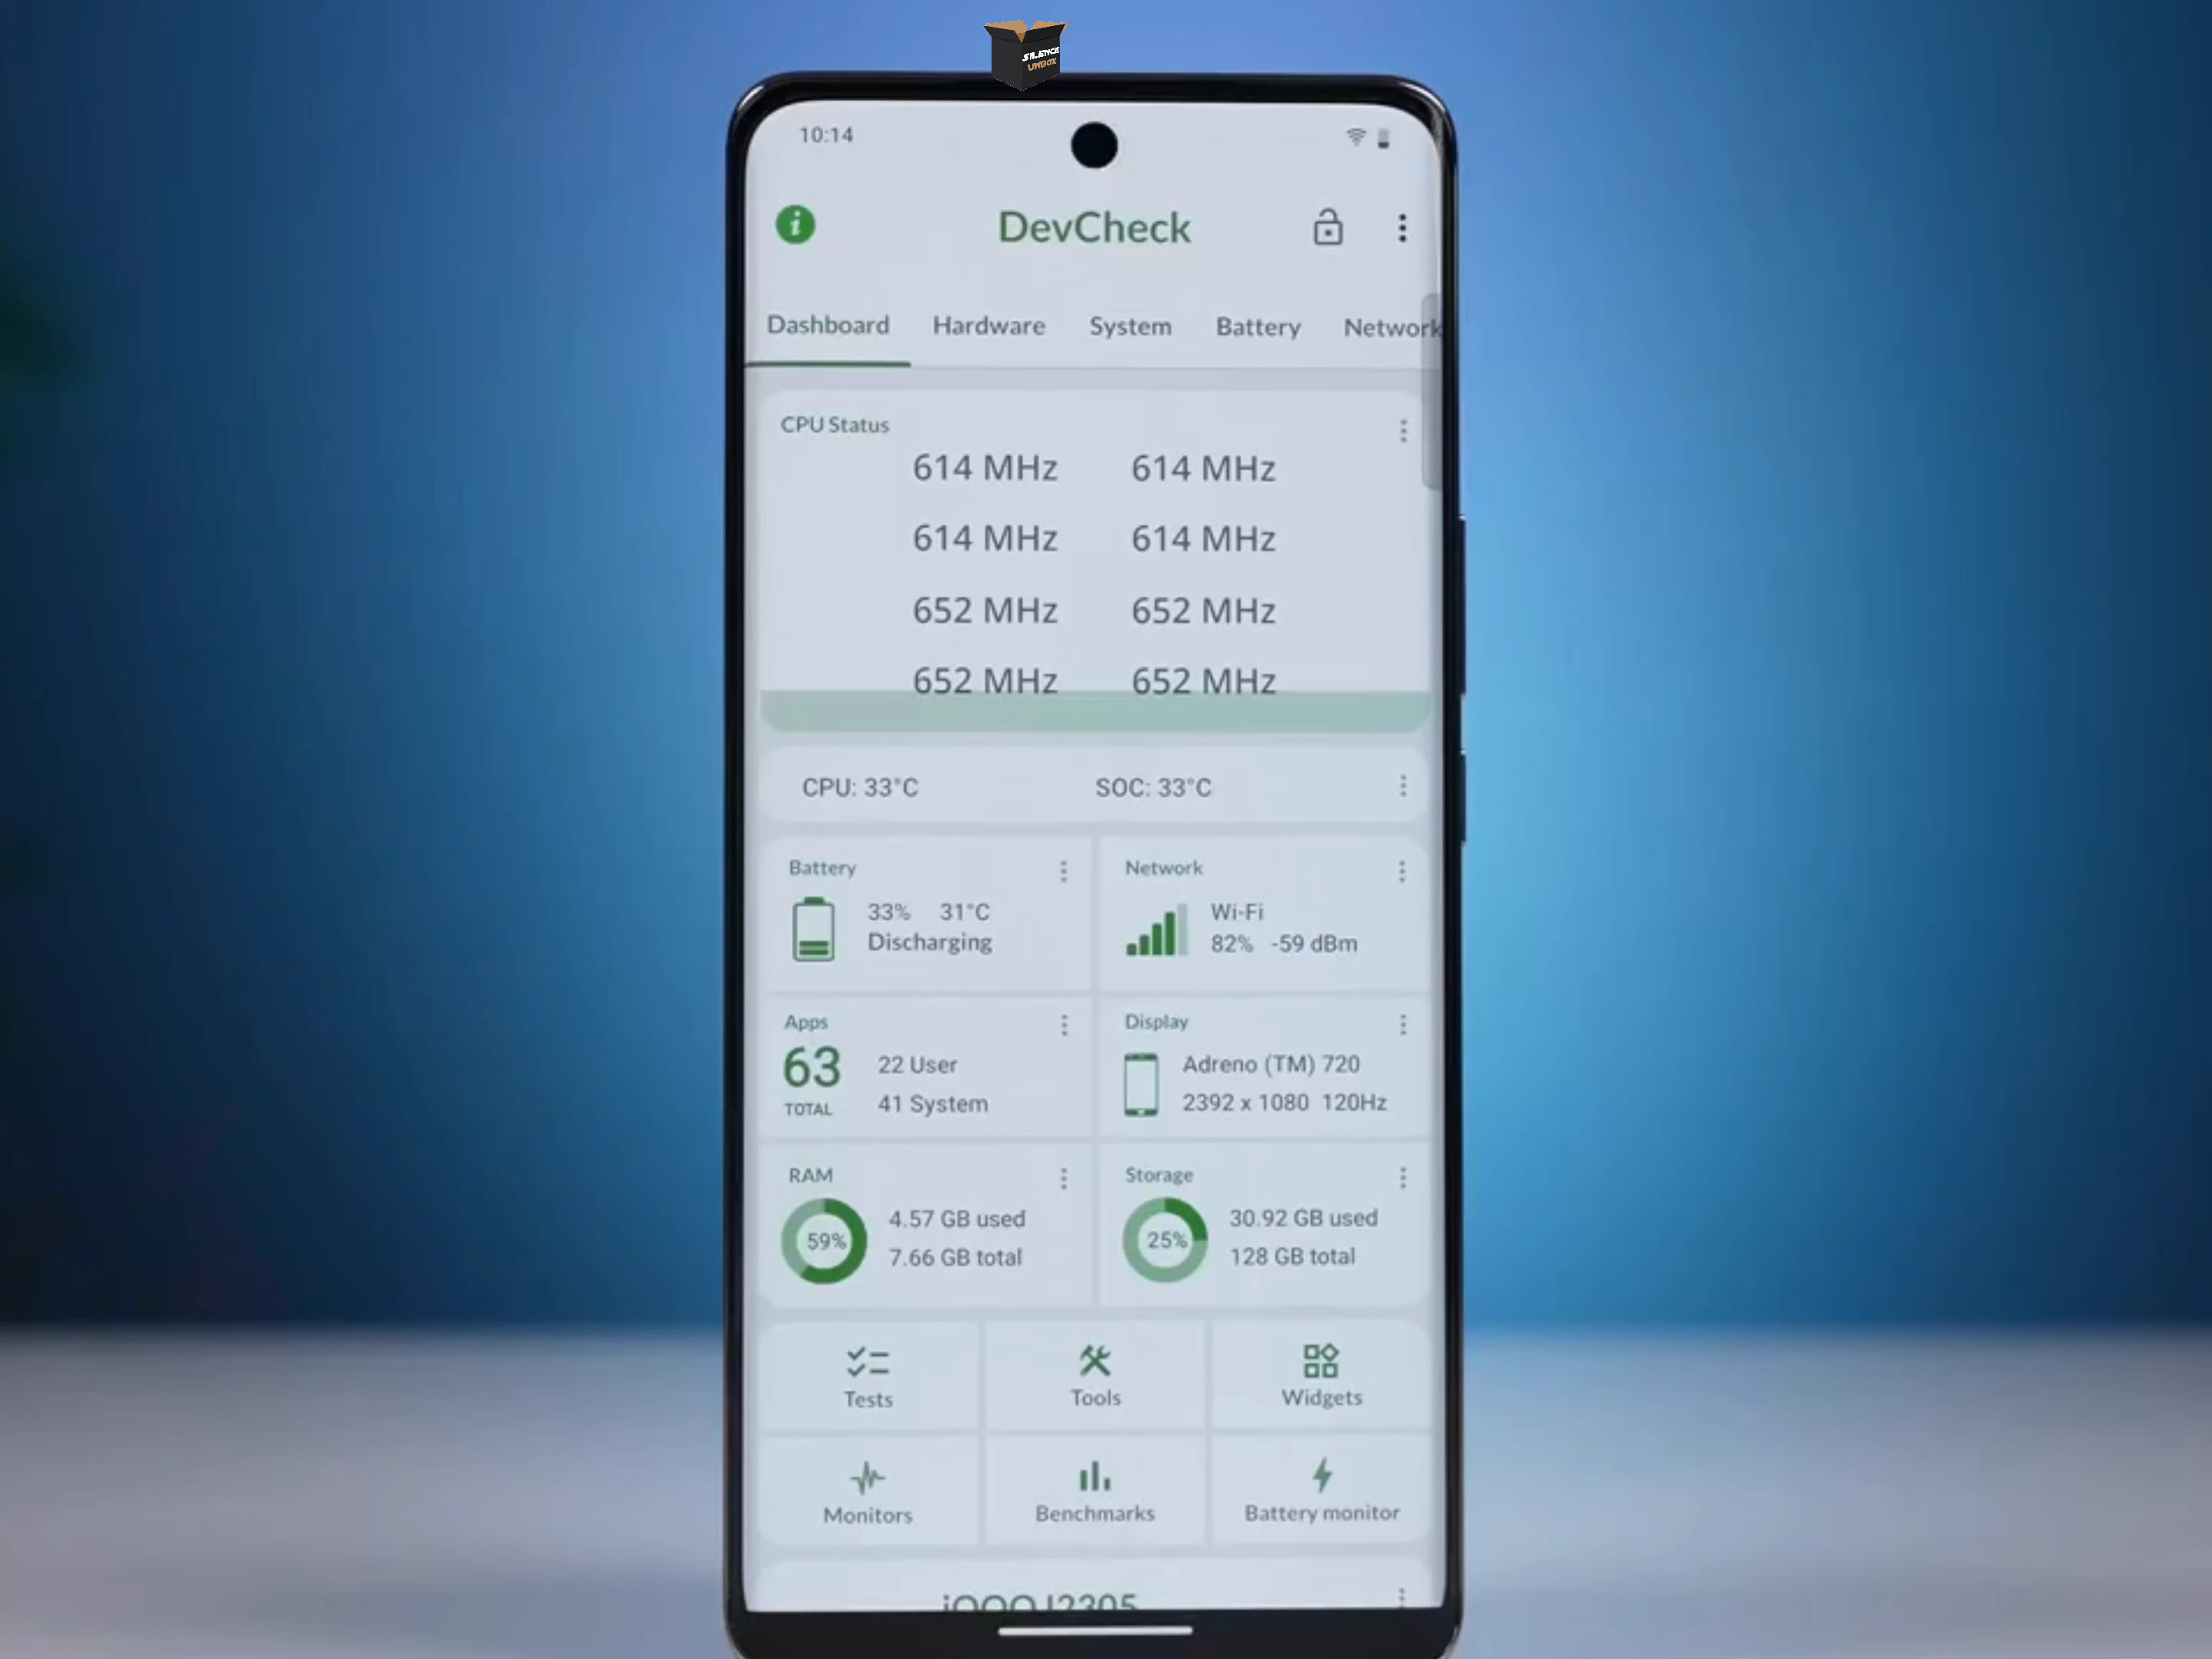 SILENCE
UNBOX
10:14
DevCheck
Dashboard Hardware System Battery Network
CPU Status
614 MHz 614 MHz
614 MHz 614 MHz
652 MHz 652 MHz
652 MHz 652 MHz
CPU: 33°C SOC: 33°C
Battery
33% 31°C
Discharging
Network
Wi-Fi
82% -59 dBm
Apps
63
TOTAL
22 User
41 System
Display
Adreno (TM) 720
2392 x 1080 120Hz
RAM
59%
4.57 GB used
7.66 GB total
Storage
25%
30.92 GB used
128 GB total
Tests Tools Widgets
Monitors Benchmarks Battery monitor
iQOO I2305